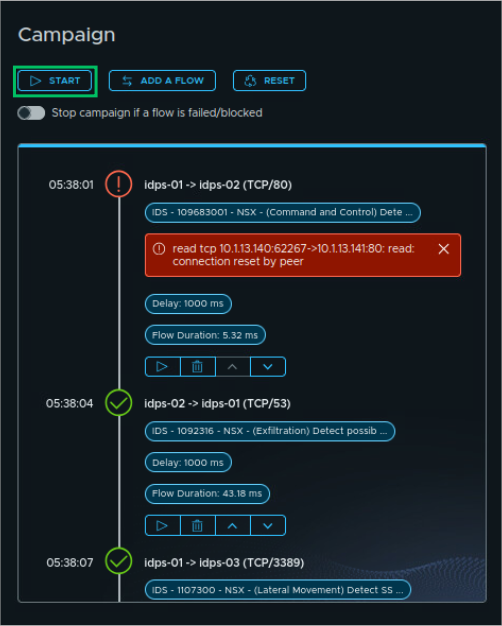 Campaign
START
ADD A FLOW
RESET
Stop campaign if a flow is failed/blocked
05:38:01
idps-01 -> idps-02 (TCP/80)
IDS - 109683001 - NSX - (Command and Control) Dete ...
read tcp 10.1.13.140:62267->10.1.13.141:80: read:
connection reset by peer
Delay: 1000 ms
Flow Duration: 5.32 ms
05:38:04
idps-02 -> idps-01 (TCP/53)
IDS - 1092316 - NSX - (Exfiltration) Detect possib ...
Delay: 1000 ms
Flow Duration: 43.18 ms
05:38:07
idps-01 -> idps-03 (TCP/3389)
IDS - 1107300 - NSX - (Lateral Movement) Detect SS ...